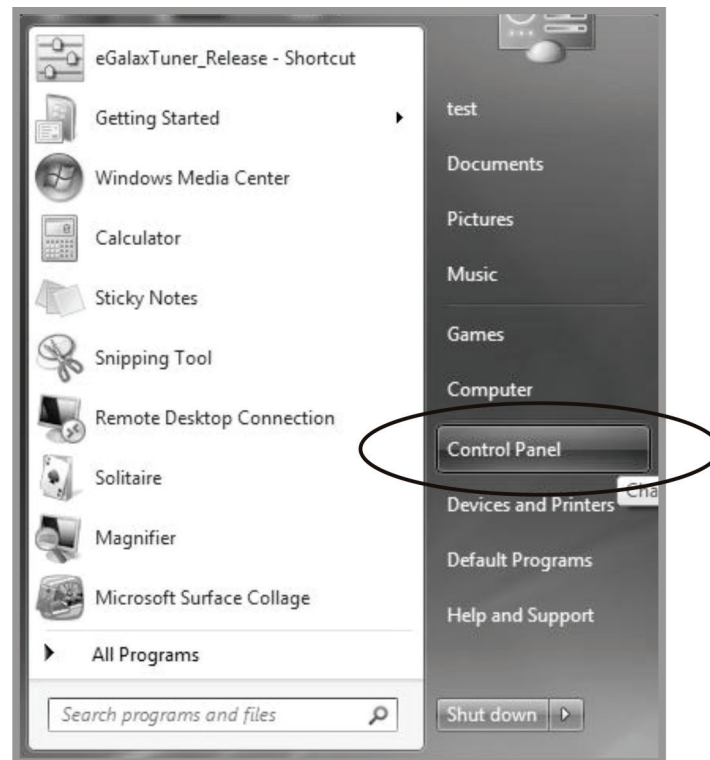 eGalaxTuner_Release - Shortcut
Getting Started
Windows Media Center
Calculator
Sticky Notes
Snipping Tool
Remote Desktop Connection
Solitaire
Magnifier
Microsoft Surface Collage
All Programs
Search programs and files
test
Documents
Pictures
Music
Games
Computer
Control Panel
Devices and Printers
Default Programs
Help and Support
Shut down